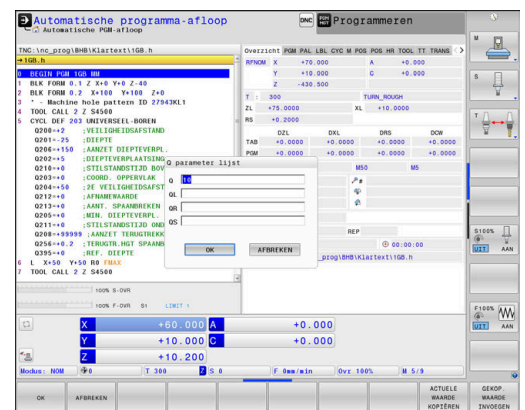 Automatische programma-afloop
Automatische PGM-afloop
DNC
Programmeren
TNC:\nc_prog\BHB\Klartext\1GB.h
→1GB.h
0 BEGIN PGM 1GB MM
1 BLK FORM 0.1 Z X+0 Y+0 Z-40
2 BLK FORM 0.2 X+100 Y+100 Z+0
3 * - Machine hole pattern ID 27943KL1
4 TOOL CALL 2 Z S4500
5 CYCL DEF 203 UNIVERSEEL-BOREN
Q200=+2 ;VEILIGHEIDSAFSTAND
Q201=-25 ;DIEPTE
Q206=+150 ;AANZET DIEPTEVERPL.
Q202=+5 ;DIEPTEVERPLAATSING
Q210=+0 ;STILSTANDSTIJD BOV
Q203=+0 ;COORD. OPPERVLAK
Q204=+50 ;2E VEILIGHEIDSAFST
Q212=+0 ;AFNAMEWAARDE
Q213=+0 ;AANT. SPAANBREKEN
Q205=+0 ;MIN. DIEPTEVERPL.
Q211=+0 ;STILSTANDSTIJD OND
Q208=+99999 ;AANZET TERUGTREKK
Q256=+0.2 ;TERUGTR.HGT SPAANB
Q395=+0 ;REF. DIEPTE
6 L X+50 Y+50 R0 FMAX
7 TOOL CALL 2 Z S4500
100% S-OVR
100% F-OVR S1 LIMIT 1
Overzicht PGM PAL LBL CYC M POS POS HR TOOL TT TRANS
RFNOM X +70.000 A +0.000
Y +10.000 C +0.000
Z -430.500
T : 300 TURN_ROUGH
ZL +75.0000 XL +10.0000
RS +0.2000
DZL DXL DRS DCW
TAB +0.0000 +0.0000 +0.0000 +0.0000
PGM +0.0000 +0.0000 +0.0000 +0.0000
M50 M5
REP
00:00:00
_prog\BHB\Klartext\1GB.h
Q parameter lijst
Q 10
QL
QR
QS
OK AFBREKEN
X +60.000 A +0.000
Y +10.000 C +0.000
Z +10.200
Modus: NOM 0 T 300 Z S 0 F 0mm/min Ovr 100% M 5/9
M
S
T
S100%
UIT AAN
F100%
UIT AAN
OK
AFBREKEN
ACTUELE WAARDE KOPIËREN
GEKOP. WAARDE INVOEGEN